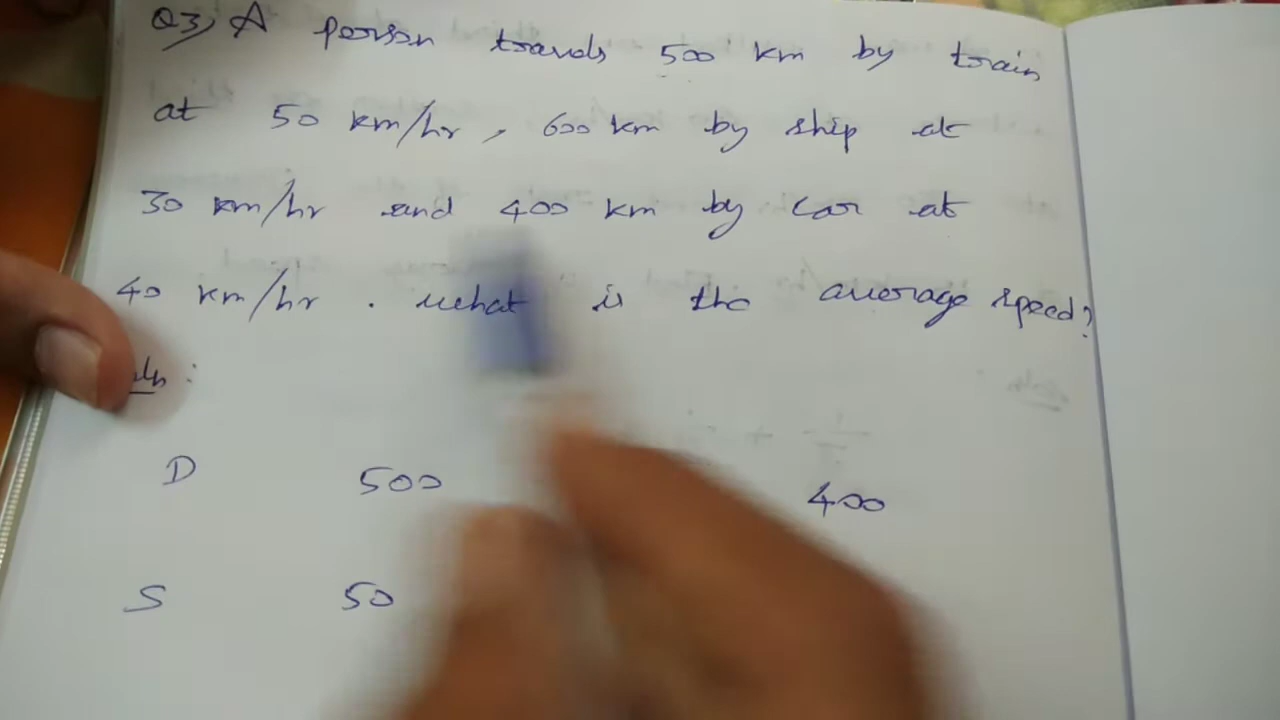 Q3) A person travels 500 km by train
at 50 km/hr, 600 km by ship at
30 km/hr and 400 km by car at
40 km/hr. what is the average speed?
soln:
D 500 400
S 50